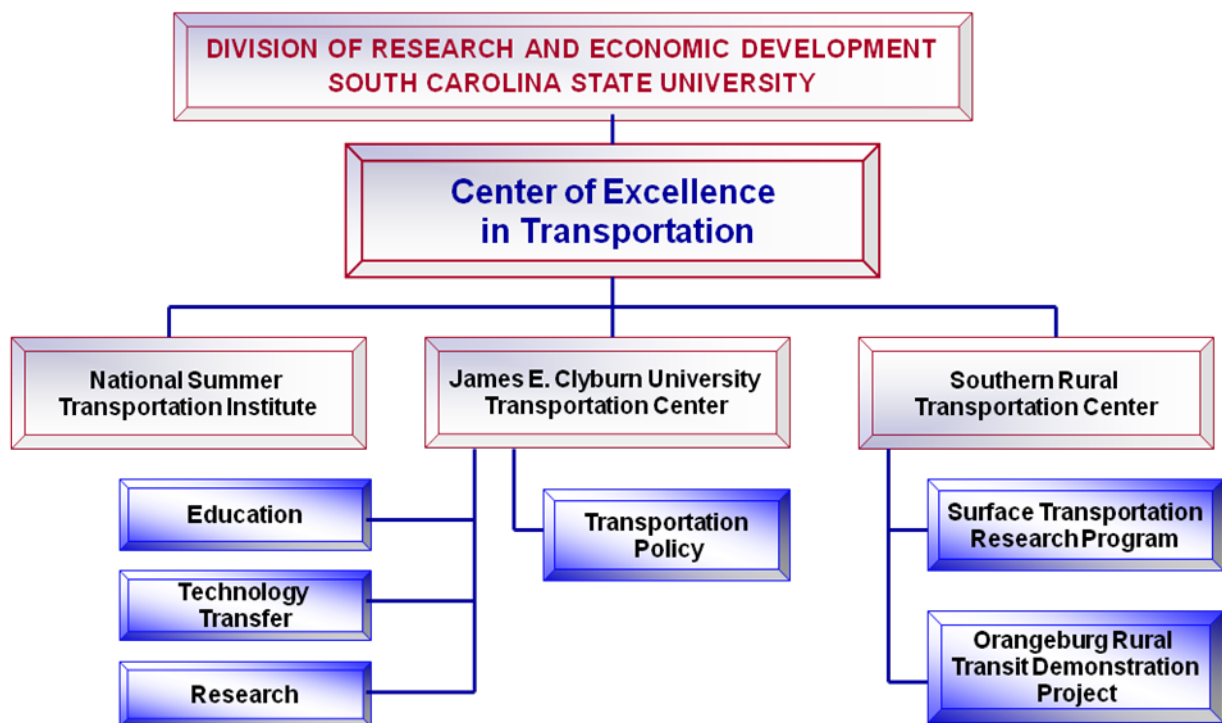 DIVISION OF RESEARCH AND ECONOMIC DEVELOPMENT
SOUTH CAROLINA STATE UNIVERSITY
Center of Excellence
in Transportation
National Summer
Transportation Institute
James E. Clyburn University
Transportation Center
Southern Rural
Transportation Center
Education
Technology
Transfer
Research
Transportation
Policy
Surface Transportation
Research Program
Orangeburg Rural
Transit Demonstration
Project